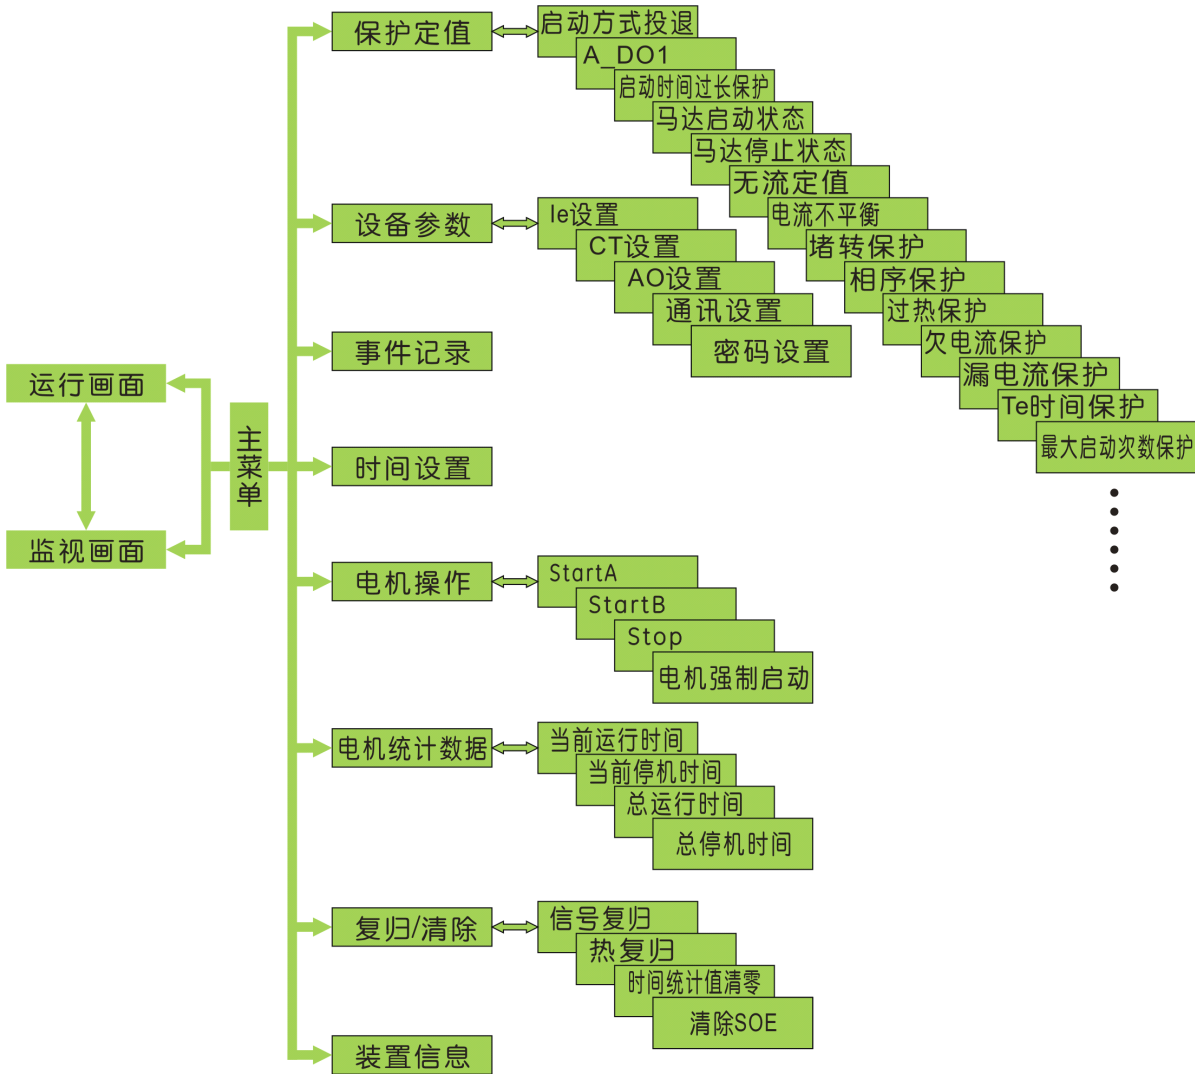 运行画面
监视画面
主菜单
保护定值
启动方式投退
A_DO1
启动时间过长保护
马达启动状态
马达停止状态
无流定值
电流不平衡
堵转保护
相序保护
过热保护
欠电流保护
漏电流保护
Te时间保护
最大启动次数保护
设备参数
Ie设置
CT设置
AO设置
通讯设置
密码设置
事件记录
时间设置
电机操作
StartA
StartB
Stop
电机强制启动
电机统计数据
当前运行时间
当前停机时间
总运行时间
总停机时间
复归/清除
信号复归
热复归
时间统计值清零
清除SOE
装置信息